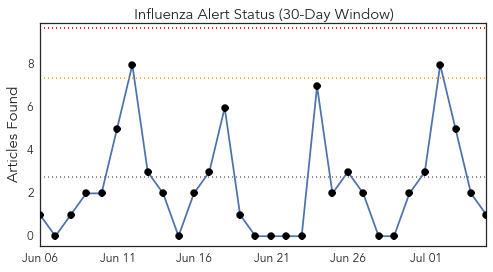 Influenza Alert Status (30-Day Window)
Articles Found
8
6
4
2
0
Jun 06
Jun 11
Jun 16
Jun 21
Jun 26
Jul 01